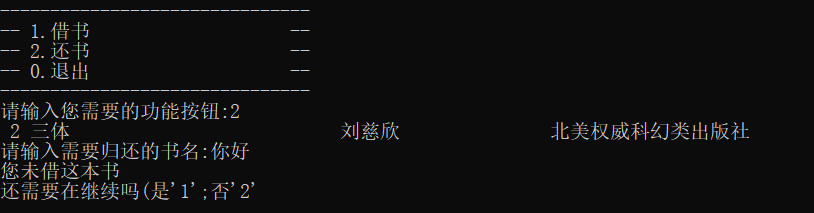 -------------------------------
-- 1.借书                    --
-- 2.还书                    --
-- 0.退出                    --
-------------------------------
请输入您需要的功能按钮:2
 2 三体                           刘慈欣               北美权威科幻类出版社
请输入需要归还的书名:你好
您未借这本书
还需要在继续吗(是'1';否'2'